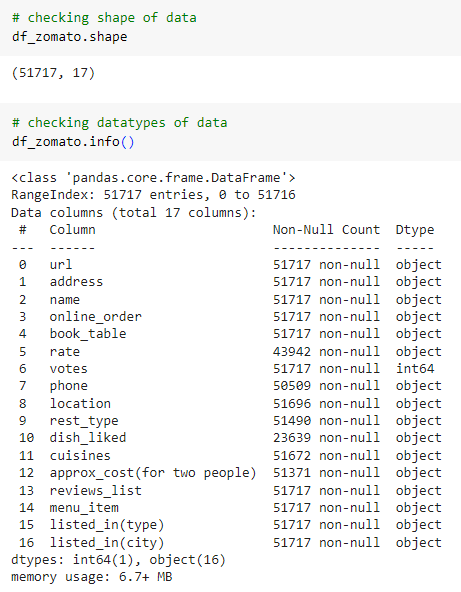 # checking shape of data
df_zomato.shape
(51717, 17)
# checking datatypes of data
df_zomato.info()
<class 'pandas.core.frame.DataFrame'>
RangeIndex: 51717 entries, 0 to 51716
Data columns (total 17 columns):
 #   Column                       Non-Null Count  Dtype
---  ------                       --------------  -----
 0   url                          51717 non-null  object
 1   address                      51717 non-null  object
 2   name                         51717 non-null  object
 3   online_order                 51717 non-null  object
 4   book_table                   51717 non-null  object
 5   rate                         43942 non-null  object
 6   votes                        51717 non-null  int64
 7   phone                        50509 non-null  object
 8   location                     51696 non-null  object
 9   rest_type                    51490 non-null  object
 10  dish_liked                   23639 non-null  object
 11  cuisines                     51672 non-null  object
 12  approx_cost(for two people)  51371 non-null  object
 13  reviews_list                 51717 non-null  object
 14  menu_item                    51717 non-null  object
 15  listed_in(type)              51717 non-null  object
 16  listed_in(city)              51717 non-null  object
dtypes: int64(1), object(16)
memory usage: 6.7+ MB